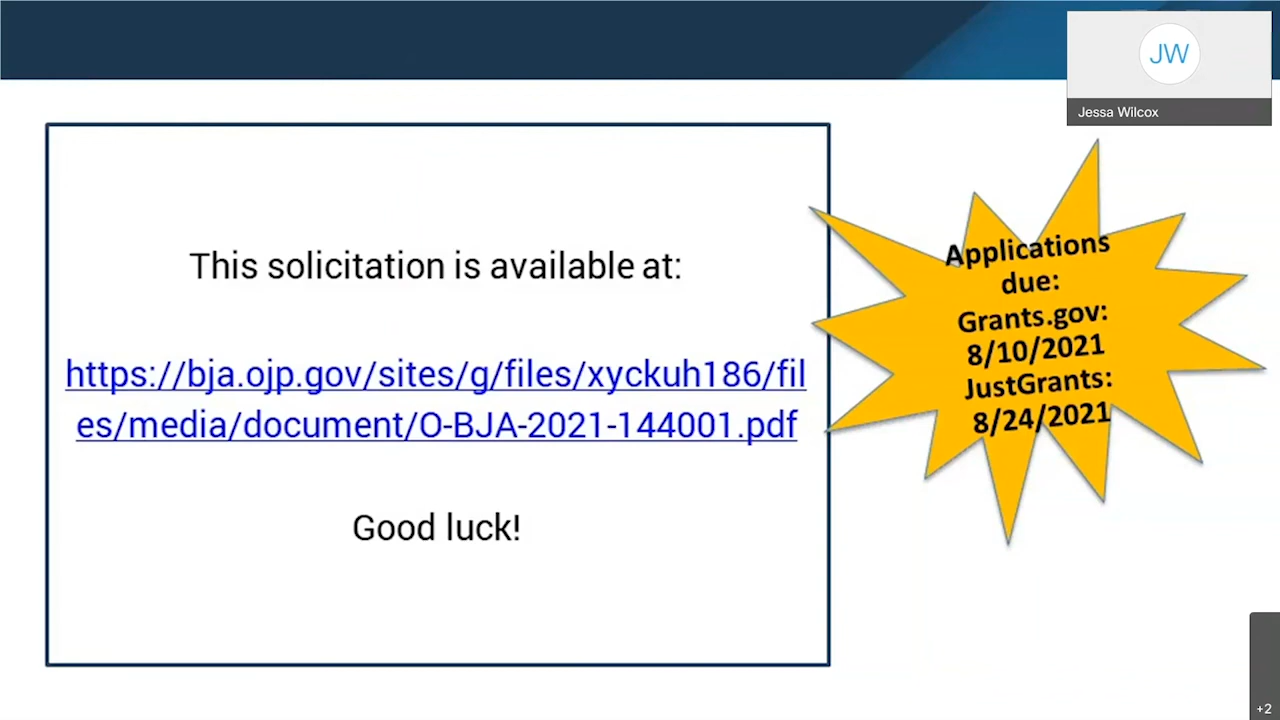 JW
Jessa Wilcox
This solicitation is available at:
https://bja.ojp.gov/sites/g/files/xyckuh186/fil
es/media/document/O-BJA-2021-144001.pdf
Good luck!
Applications
due:
Grants.gov:
8/10/2021
JustGrants:
8/24/2021
+2